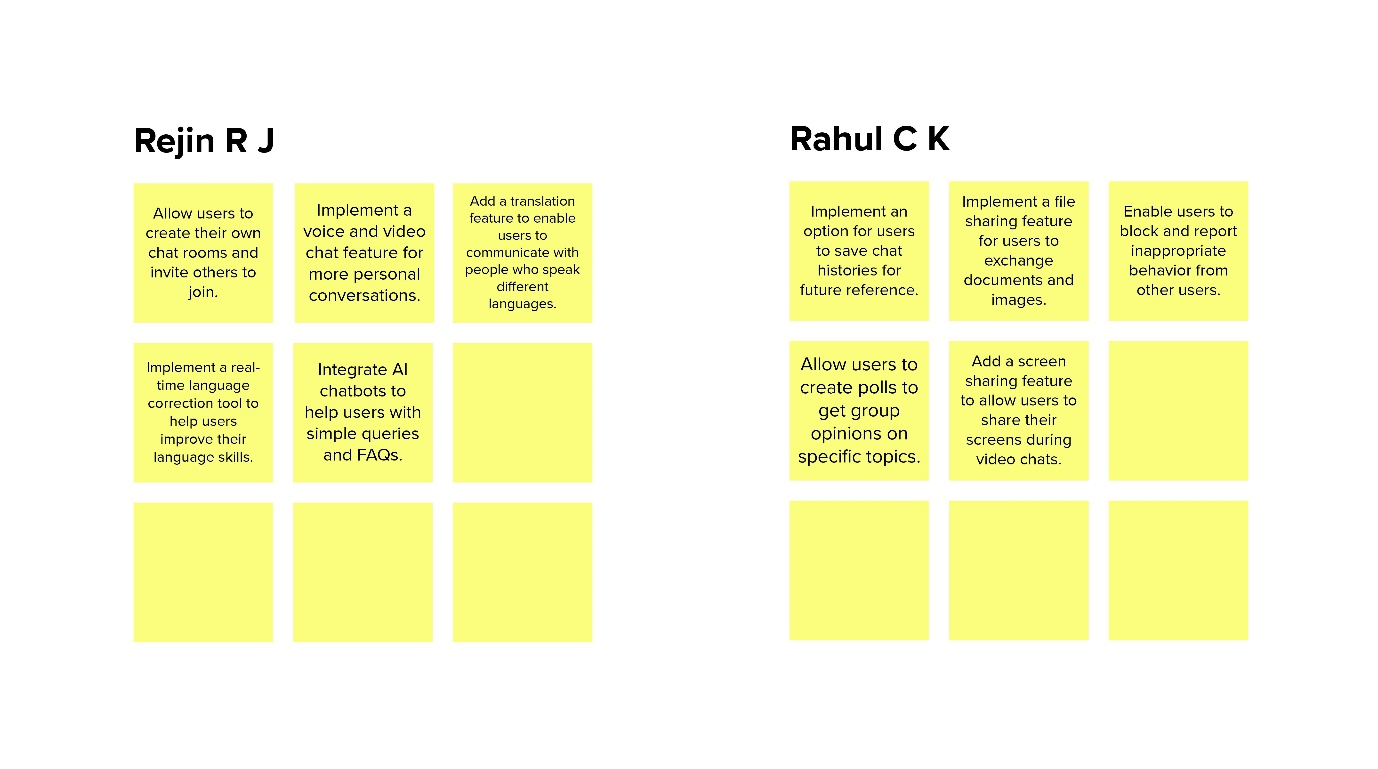 Rejin R J
Allow users to
create their own
chat rooms and
invite others to
join.
Implement a
voice and video
chat feature for
more personal
conversations.
Add a translation
feature to enable
users to
communicate with
people who speak
different
languages.
Implement a real-
time language
correction tool to
help users
improve their
language skills.
Integrate AI
chatbots to
help users with
simple queries
and FAQs.
Rahul C K
Implement an
option for users
to save chat
histories for
future reference.
Implement a file
sharing feature
for users to
exchange
documents and
images.
Enable users to
block and report
inappropriate
behavior from
other users.
Allow users to
create polls to
get group
opinions on
specific topics.
Add a screen
sharing feature
to allow users to
share their
screens during
video chats.